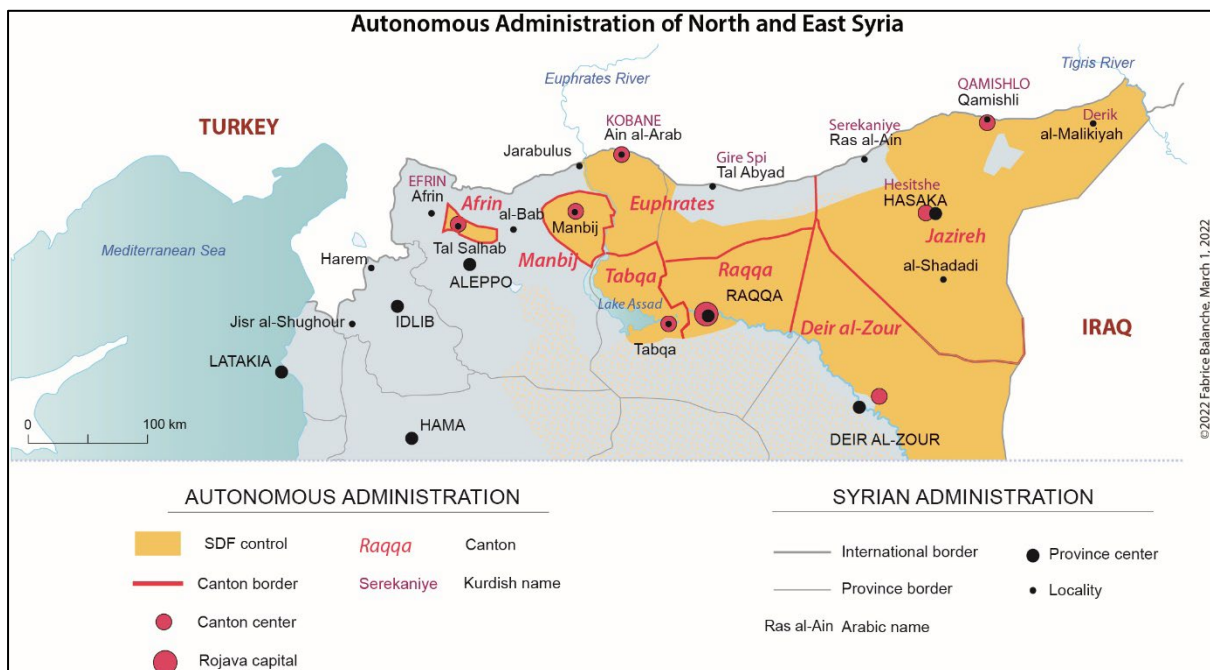 Autonomous Administration of North and East Syria
Euphrates River
Tigris River
TURKEY
KOBANE
Ain al-Arab
QAMISHLO
Qamishli
Derik
al-Malikiyah
Serekaniye
Ras al-Ain
Jarabulus
Gire Spi
Tal Abyad
EFRIN
Afrin
Afrin
al-Bab
Manbij
Euphrates
Hesitshe
HASAKA
Jazireh
Mediterranean Sea
Harem
Tal Salhab
ALEPPO
Manbij
Tabqa
Raqqa
RAQQA
al-Shadadi
Lake Assad
IDLIB
Jisr al-Shughour
Tabqa
Deir al-Zour
IRAQ
LATAKIA
HAMA
DEIR AL-ZOUR
0 100 km
©2022 Fabrice Balanche, March 1, 2022
AUTONOMOUS ADMINISTRATION
SDF control
Raqqa Canton
Canton border
Serekaniye Kurdish name
Canton center
Rojava capital
SYRIAN ADMINISTRATION
International border
Province center
Province border
Locality
Ras al-Ain Arabic name